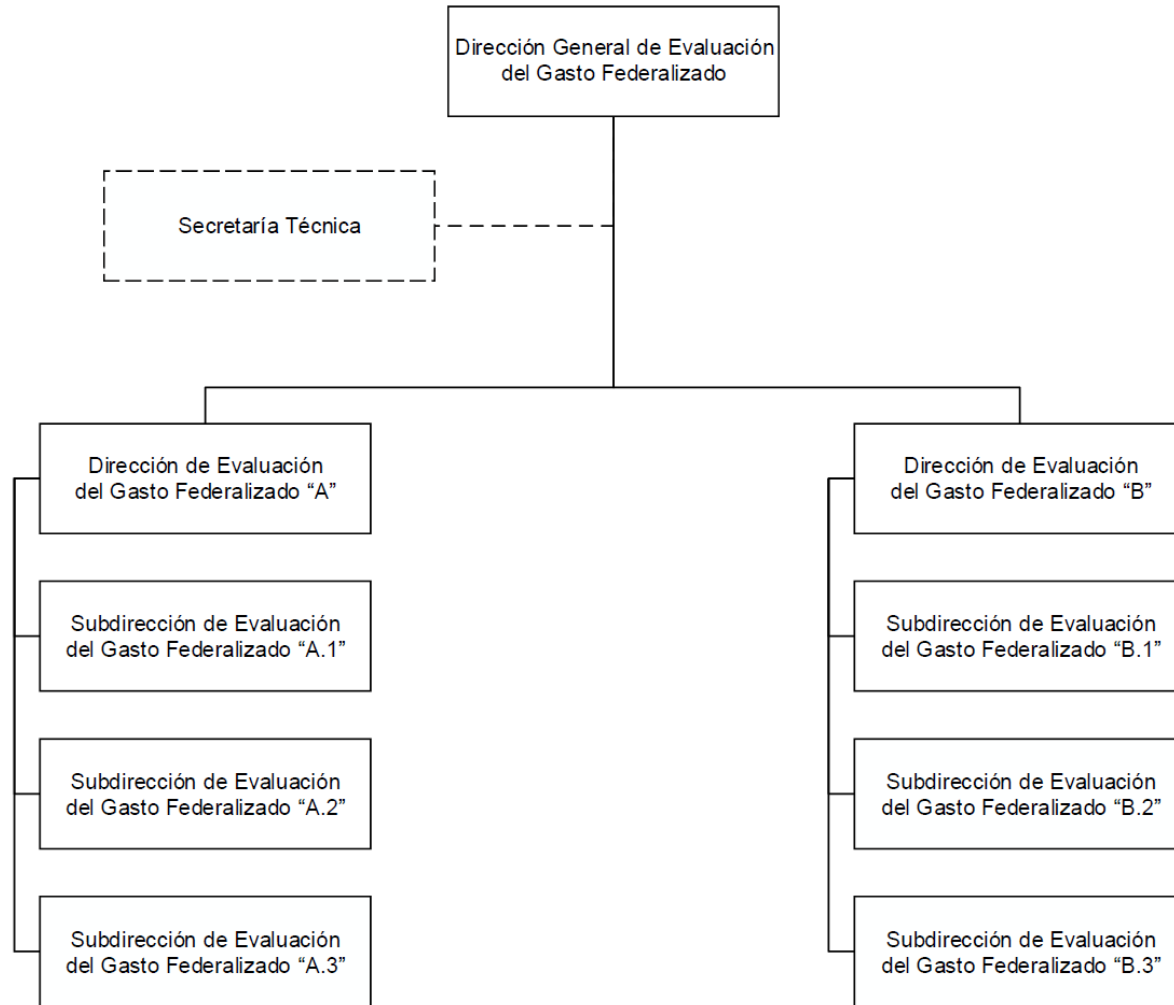 Dirección General de Evaluación
del Gasto Federalizado
Secretaría Técnica
Dirección de Evaluación
del Gasto Federalizado “A”
Subdirección de Evaluación
del Gasto Federalizado “A.1”
Subdirección de Evaluación
del Gasto Federalizado “A.2”
Subdirección de Evaluación
del Gasto Federalizado “A.3”
Dirección de Evaluación
del Gasto Federalizado “B”
Subdirección de Evaluación
del Gasto Federalizado “B.1”
Subdirección de Evaluación
del Gasto Federalizado “B.2”
Subdirección de Evaluación
del Gasto Federalizado “B.3”